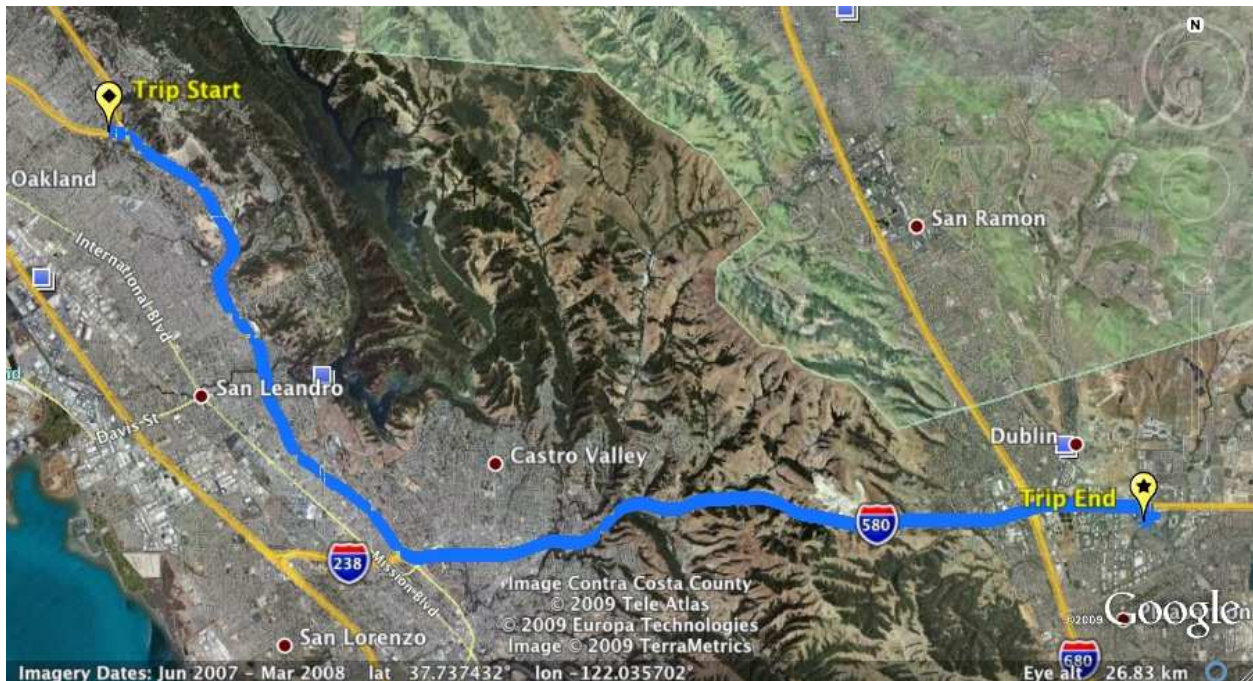 N
Trip Start
Oakland
International Blvd
San Ramon
San Leandro
Davis St
Dublin
Castro Valley
Trip End
580
238
Mission Blvd
Image Contra Costa County
© 2009 Tele Atlas
© 2009 Europa Technologies
Image © 2009 TerraMetrics
©2009 Google
San Lorenzo
680
Imagery Dates: Jun 2007 - Mar 2008 lat 37.737432° lon -122.035702° Eye alt 26.83 km